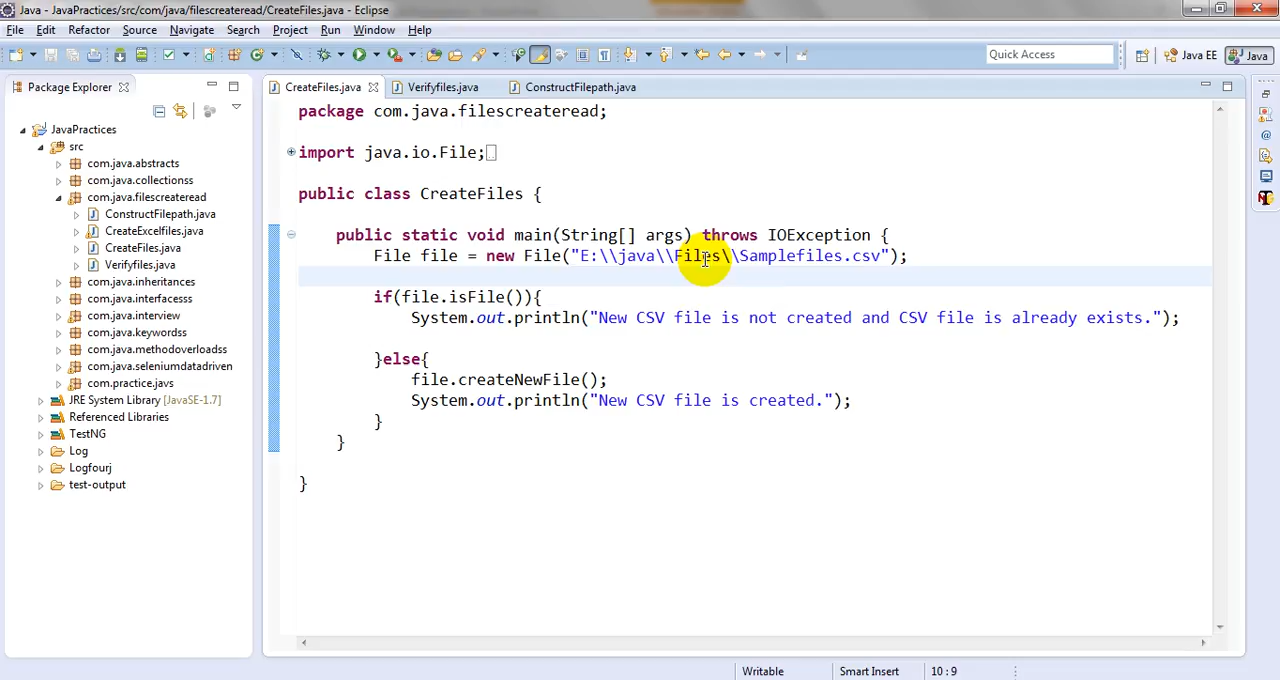 Java - JavaPractices/src/com/java/filescreateread/CreateFiles.java - Eclipse
File Edit Refactor Source Navigate Search Project Run Window Help
Quick Access
Java EE
Java
Package Explorer
CreateFiles.java
Verifyfiles.java
ConstructFilepath.java
JavaPractices
src
com.java.abstracts
com.java.collectionss
com.java.filescreateread
ConstructFilepath.java
CreateExcelfiles.java
CreateFiles.java
Verifyfiles.java
com.java.inheritances
com.java.interfacesss
com.java.interview
com.java.keywordss
com.java.methodoverloadss
com.java.seleniumdatadriven
com.practice.javs
JRE System Library [JavaSE-1.7]
Referenced Libraries
TestNG
Log
Logfourj
test-output
package com.java.filescreateread;
import java.io.File;
public class CreateFiles {
public static void main(String[] args) throws IOException {
File file = new File("E:\\java\\Files\\Samplefiles.csv");
if(file.isFile()){
System.out.println("New CSV file is not created and CSV file is already exists.");
}else{
file.createNewFile();
System.out.println("New CSV file is created.");
}
}
}
Writable
Smart Insert
10:9